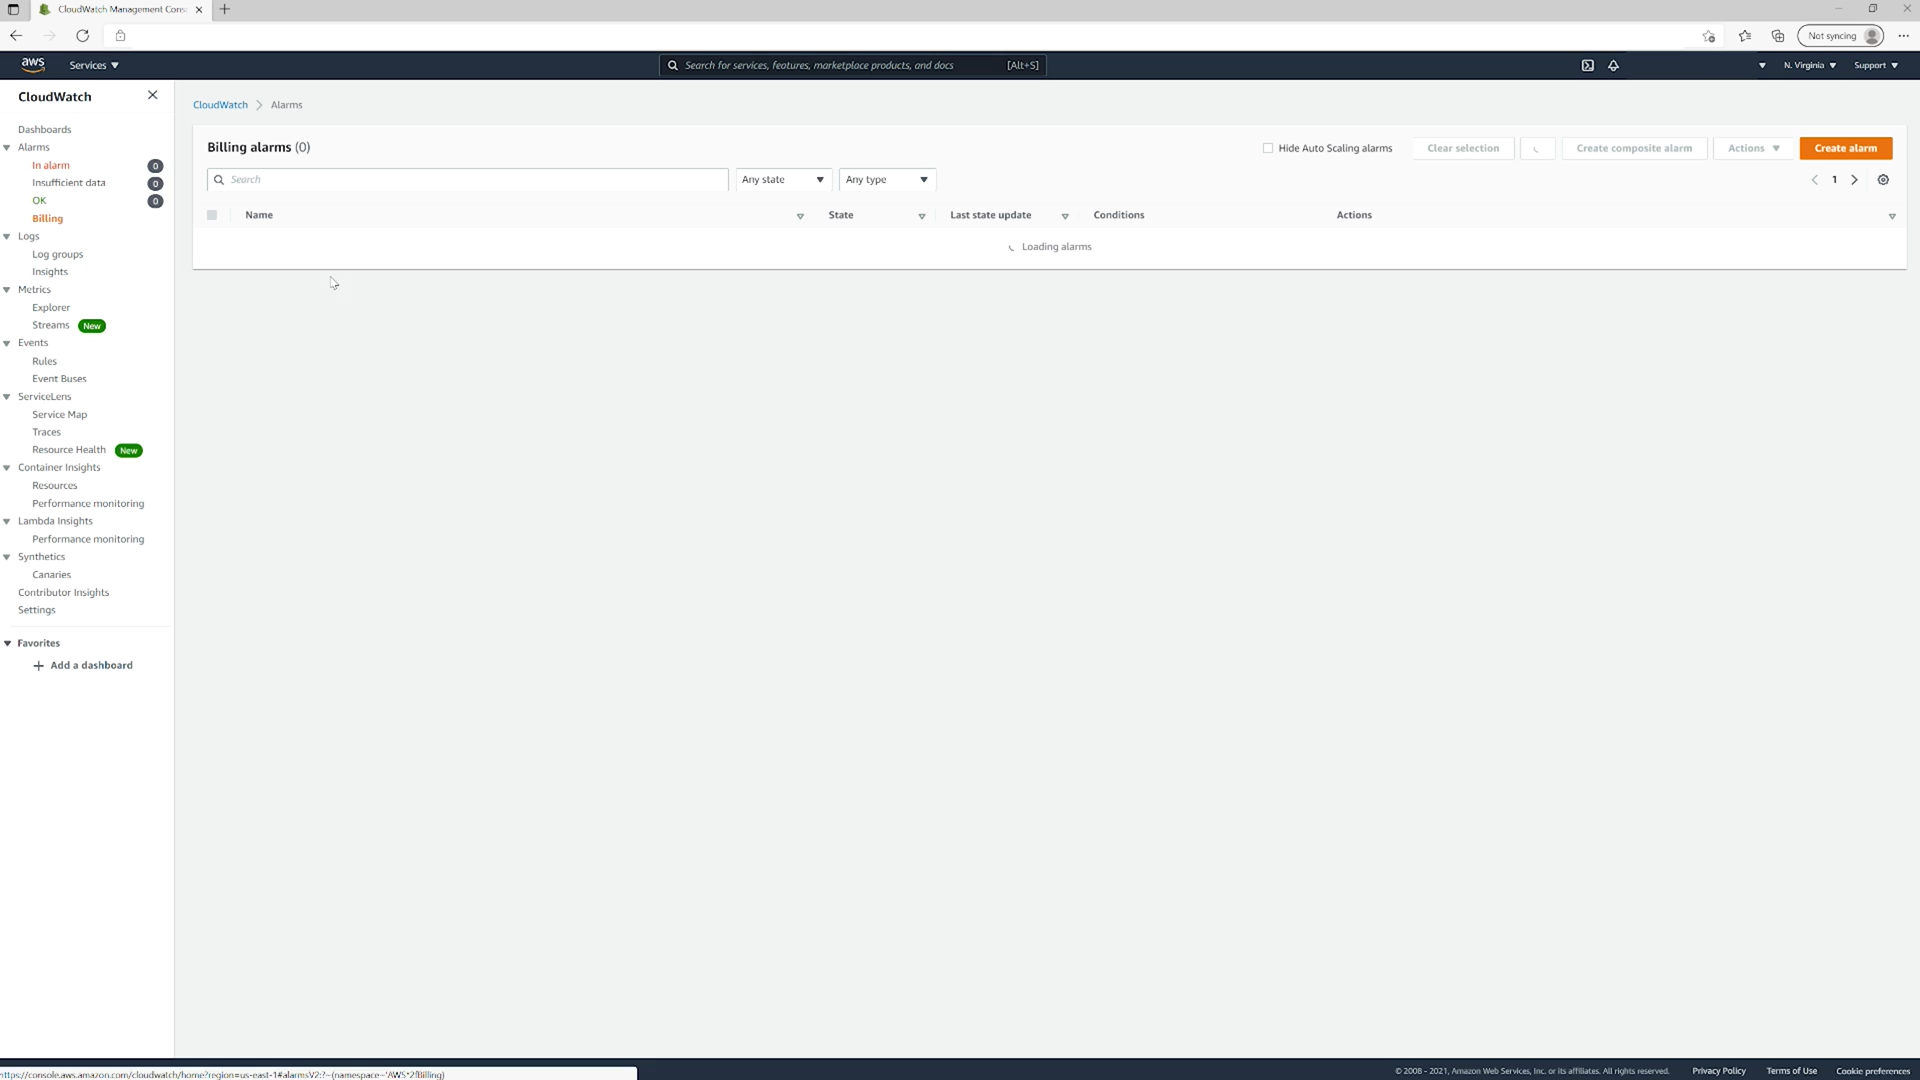 CloudWatch Management Cons
Not syncing
aws
Services
Search for services, features, marketplace products, and docs
[Alt+S]
N. Virginia
Support
CloudWatch
Dashboards
Alarms
In alarm 0
Insufficient data 0
OK 0
Billing
Logs
Log groups
Insights
Metrics
Explorer
Streams New
Events
Rules
Event Buses
ServiceLens
Service Map
Traces
Resource Health New
Container Insights
Resources
Performance monitoring
Lambda Insights
Performance monitoring
Synthetics
Canaries
Contributor Insights
Settings
Favorites
Add a dashboard
CloudWatch > Alarms
Billing alarms (0)
Hide Auto Scaling alarms
Clear selection
Create composite alarm
Actions
Create alarm
Search
Any state
Any type
1
Name
State
Last state update
Conditions
Actions
Loading alarms
https://console.aws.amazon.com/cloudwatch/home?region=us-east-1#alarmsV2:?~(namespace~'AWS*2fBilling)
© 2008 - 2021, Amazon Web Services, Inc. or its affiliates. All rights reserved.
Privacy Policy
Terms of Use
Cookie preferences